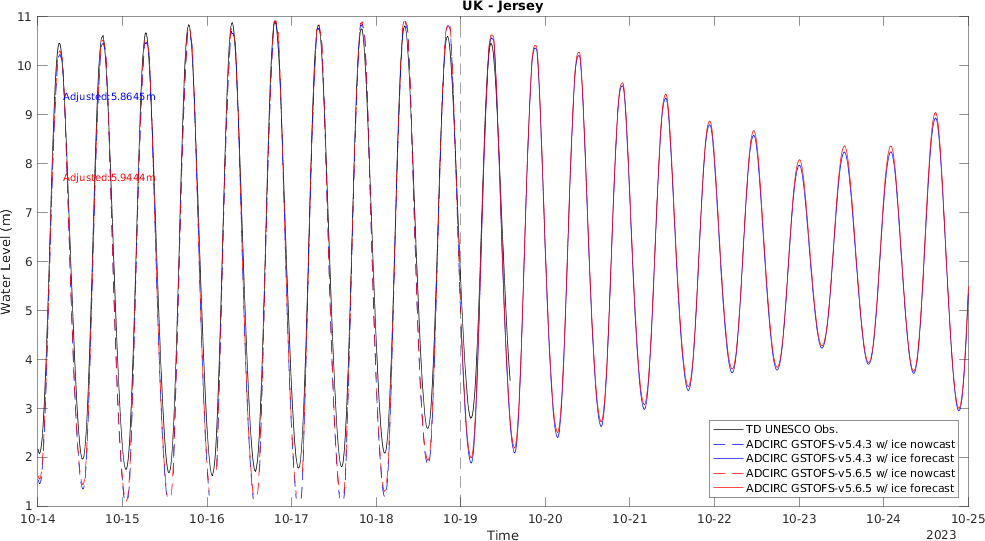 UK - Jersey
11
10
9
8
7
6
5
4
3
2
1
Water Level (m)
Adjusted:5.8645m
Adjusted:5.9444m
TD UNESCO Obs.
ADCIRC GSTOFS-v5.4.3 w/ ice nowcast
ADCIRC GSTOFS-v5.4.3 w/ ice forecast
ADCIRC GSTOFS-v5.6.5 w/ ice nowcast
ADCIRC GSTOFS-v5.6.5 w/ ice forecast
10-14 10-15 10-16 10-17 10-18 10-19 10-20 10-21 10-22 10-23 10-24 10-25
Time
2023